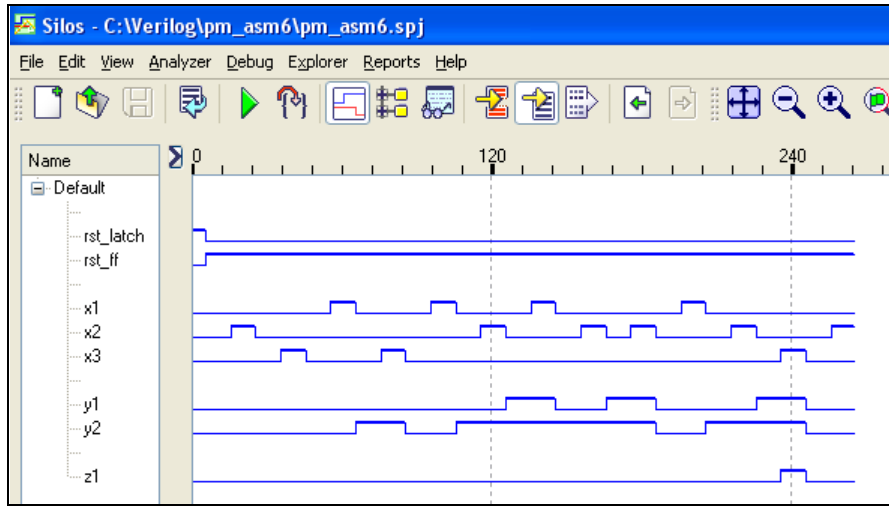 Silos - C:\Verilog\pm_asm6\pm_asm6.spj
File Edit View Analyzer Debug Explorer Reports Help
Name Σ 0 120 240
Default
rst_latch
rst_ff
x1
x2
x3
y1
y2
z1